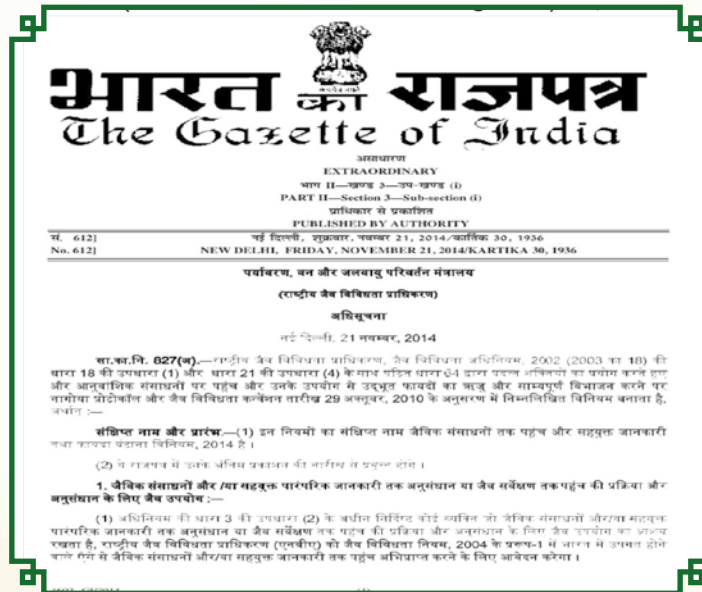 भारत का राजपत्र
The Gazette of India
असाधारण
EXTRAORDINARY
भाग II—खण्ड 3—उप-खण्ड (i)
PART II—Section 3—Sub-section (i)
प्राधिकार से प्रकाशित
PUBLISHED BY AUTHORITY
सं. 612] नई दिल्ली, शुक्रवार, नवम्बर 21, 2014/कार्तिक 30, 1936
No. 612] NEW DELHI, FRIDAY, NOVEMBER 21, 2014/KARTIKA 30, 1936
पर्यावरण, वन और जलवायु परिवर्तन मंत्रालय
(राष्ट्रीय जैव विविधता प्राधिकरण)
अधिसूचना
नई दिल्ली, 21 नवम्बर, 2014
सा.का.नि. 827(अ).—राष्ट्रीय जैव विविधता प्राधिकरण, जैव विविधता अधिनियम, 2002 (2003 का 18) की
धारा 18 की उपधारा (1) और धारा 21 की उपधारा (4) के साथ पठित धारा 64 द्वारा प्रदत्त शक्तियों का प्रयोग करते हुए
और आनुवांशिक संसाधनों पर पहुंच और उनके उपयोग से उद्भूत फायदों का ऋजु और साम्यपूर्ण विभाजन करने पर
नागोया प्रोटोकॉल और जैव विविधता कन्वेंशन तारीख 29 अक्तूबर, 2010 के अनुसरण में निम्नलिखित विनियम बनाता है,
अर्थात :—
संक्षिप्त नाम और प्रारंभ.—(1) इन नियमों का संक्षिप्त नाम जैविक संसाधनों तक पहुंच और सहयुक्त जानकारी
तथा फायदा बंटाना विनियम, 2014 है ।
(2) ये राजपत्र में उनके अंतिम प्रकाशन की तारीख से प्रवृत्त होंगे ।
1. जैविक संसाधनों और /या सहयुक्त पारंपरिक जानकारी तक अनुसंधान या जैव सर्वेक्षण तक पहुंच की प्रक्रिया और
अनुसंधान के लिए जैव उपयोग :—
(1) अधिनियम की धारा 3 की उपधारा (2) के अधीन निर्दिष्ट कोई व्यक्ति जो जैविक संसाधनों और/या सहयुक्त
पारंपरिक जानकारी तक अनुसंधान या जैव सर्वेक्षण तक पहुंच की प्रक्रिया और अनुसंधान के लिए जैव उपयोग का आशय
रखता है, राष्ट्रीय जैव विविधता प्राधिकरण (एनबीए) को जैव विविधता नियम, 2004 के प्ररूप-1 में भारत में उपगत होने
वाले ऐसे से जैविक संसाधनों और/या सहयुक्त जानकारी तक पहुंच अभिप्राप्त करने के लिए आवेदन करेगा ।